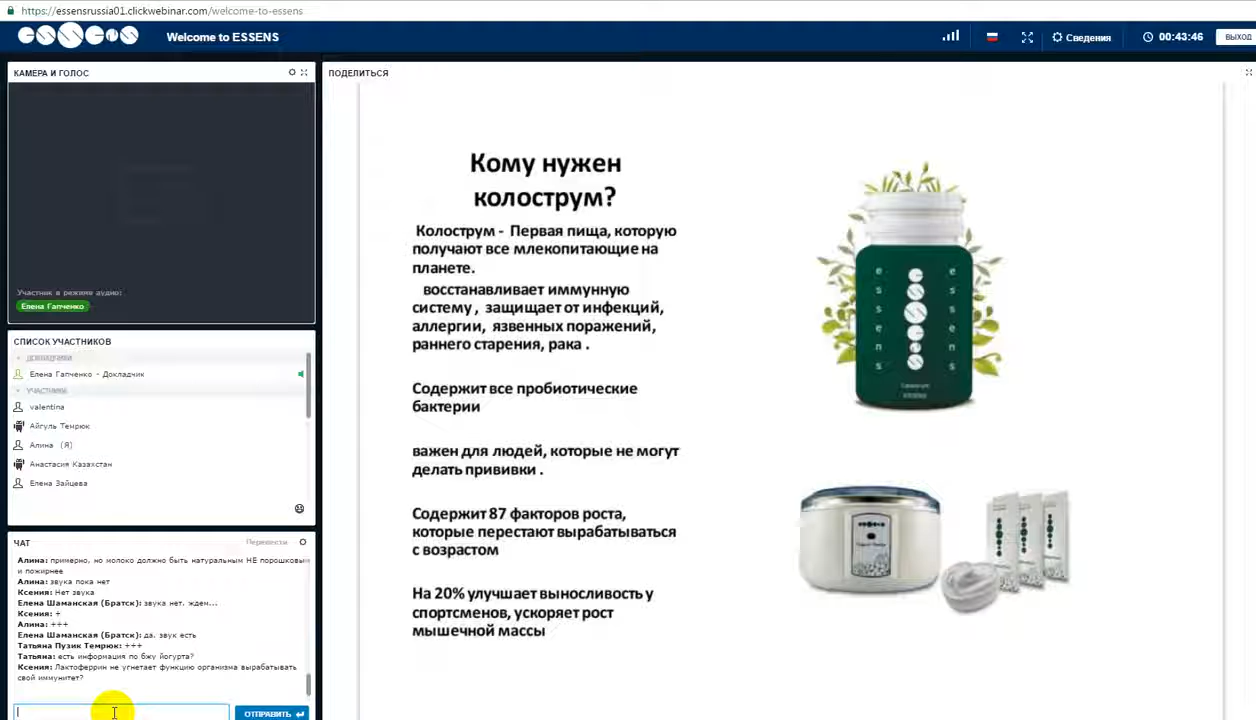 https://essensrussia01.clickwebinar.com/welcome-to-essens
essens
Welcome to ESSENS
Сведения
00:43:46
ВЫХОД
КАМЕРА И ГОЛОС
Участник в режиме аудио:
Елена Гапченко
СПИСОК УЧАСТНИКОВ
ДОКЛАДЧИКИ
Елена Гапченко - Докладчик
УЧАСТНИКИ
valentina
Айгуль Темрюк
Алина (Я)
Анастасия Казахстан
Елена Зайцева
ЧАТ
Перевести
Алина: примерно, но молоко должно быть натуральным НЕ порошковым
и пожирнее
Алина: звука пока нет
Ксения: Нет звука
Елена Шаманская (Братск): звука нет. ждем...
Ксения: +
Алина: +++
Елена Шаманская (Братск): да, звук есть
Татьяна Пузик Темрюк: +++
Татьяна: есть информация по бжу йогурта?
Ксения: Лактоферрин не угнетает функцию организма вырабатывать
свой иммунитет?
ОТПРАВИТЬ
ПОДЕЛИТЬСЯ
Кому нужен
колострум?
Колострум - Первая пища, которую
получают все млекопитающие на
планете.
восстанавливает иммунную
систему , защищает от инфекций,
аллергии, язвенных поражений,
раннего старения, рака .
Содержит все пробиотические
бактерии
важен для людей, которые не могут
делать прививки .
Содержит 87 факторов роста,
которые перестают вырабатываться
с возрастом
На 20% улучшает выносливость у
спортсменов, ускоряет рост
мышечной массы
essens
essens